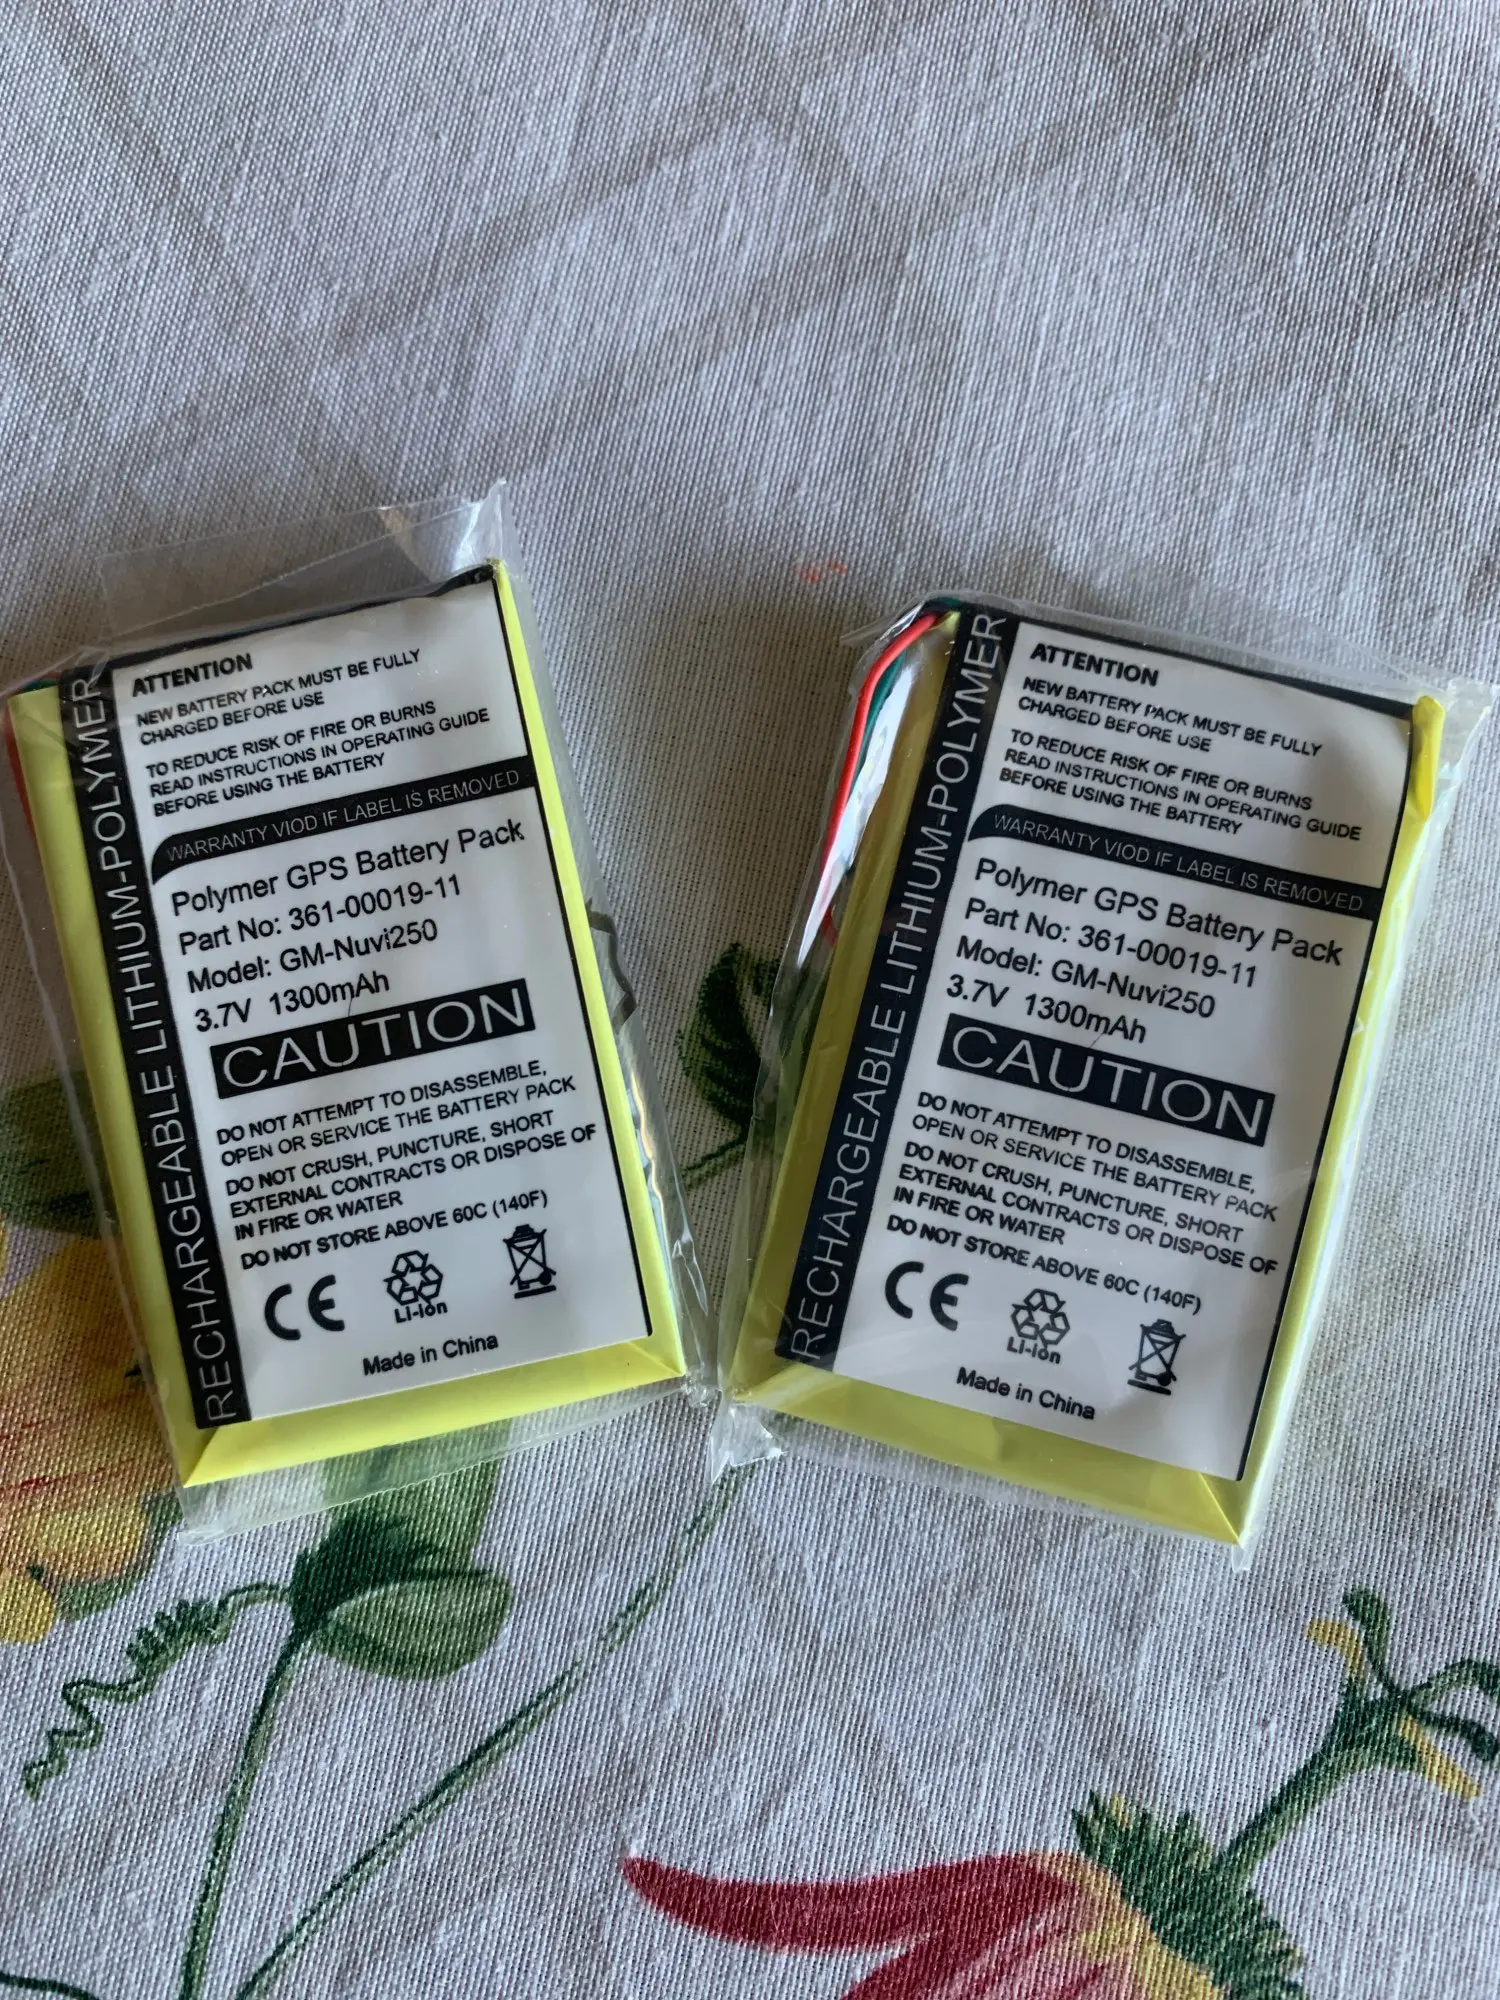 RECHARGEABLE LITHIUM-POLYMER
ATTENTION
NEW BATTERY PACK MUST BE FULLY
CHARGED BEFORE USE
TO REDUCE RISK OF FIRE OR BURNS
READ INSTRUCTIONS IN OPERATING GUIDE
BEFORE USING THE BATTERY
WARRANTY VIOD IF LABEL IS REMOVED
Polymer GPS Battery Pack
Part No: 361-00019-11
Model: GM-Nuvi250
3.7V 1300mAh
CAUTION
DO NOT ATTEMPT TO DISASSEMBLE,
OPEN OR SERVICE THE BATTERY PACK
DO NOT CRUSH, PUNCTURE, SHORT
EXTERNAL CONTRACTS OR DISPOSE OF
IN FIRE OR WATER
DO NOT STORE ABOVE 60C (140F)
CE
Li-ion
Made in China
RECHARGEABLE LITHIUM-POLYMER
ATTENTION
NEW BATTERY PACK MUST BE FULLY
CHARGED BEFORE USE
TO REDUCE RISK OF FIRE OR BURNS
READ INSTRUCTIONS IN OPERATING GUIDE
BEFORE USING THE BATTERY
WARRANTY VIOD IF LABEL IS REMOVED
Polymer GPS Battery Pack
Part No: 361-00019-11
Model: GM-Nuvi250
3.7V 1300mAh
CAUTION
DO NOT ATTEMPT TO DISASSEMBLE,
OPEN OR SERVICE THE BATTERY PACK
DO NOT CRUSH, PUNCTURE, SHORT
EXTERNAL CONTRACTS OR DISPOSE OF
IN FIRE OR WATER
DO NOT STORE ABOVE 60C (140F)
CE
Li-ion
Made in China